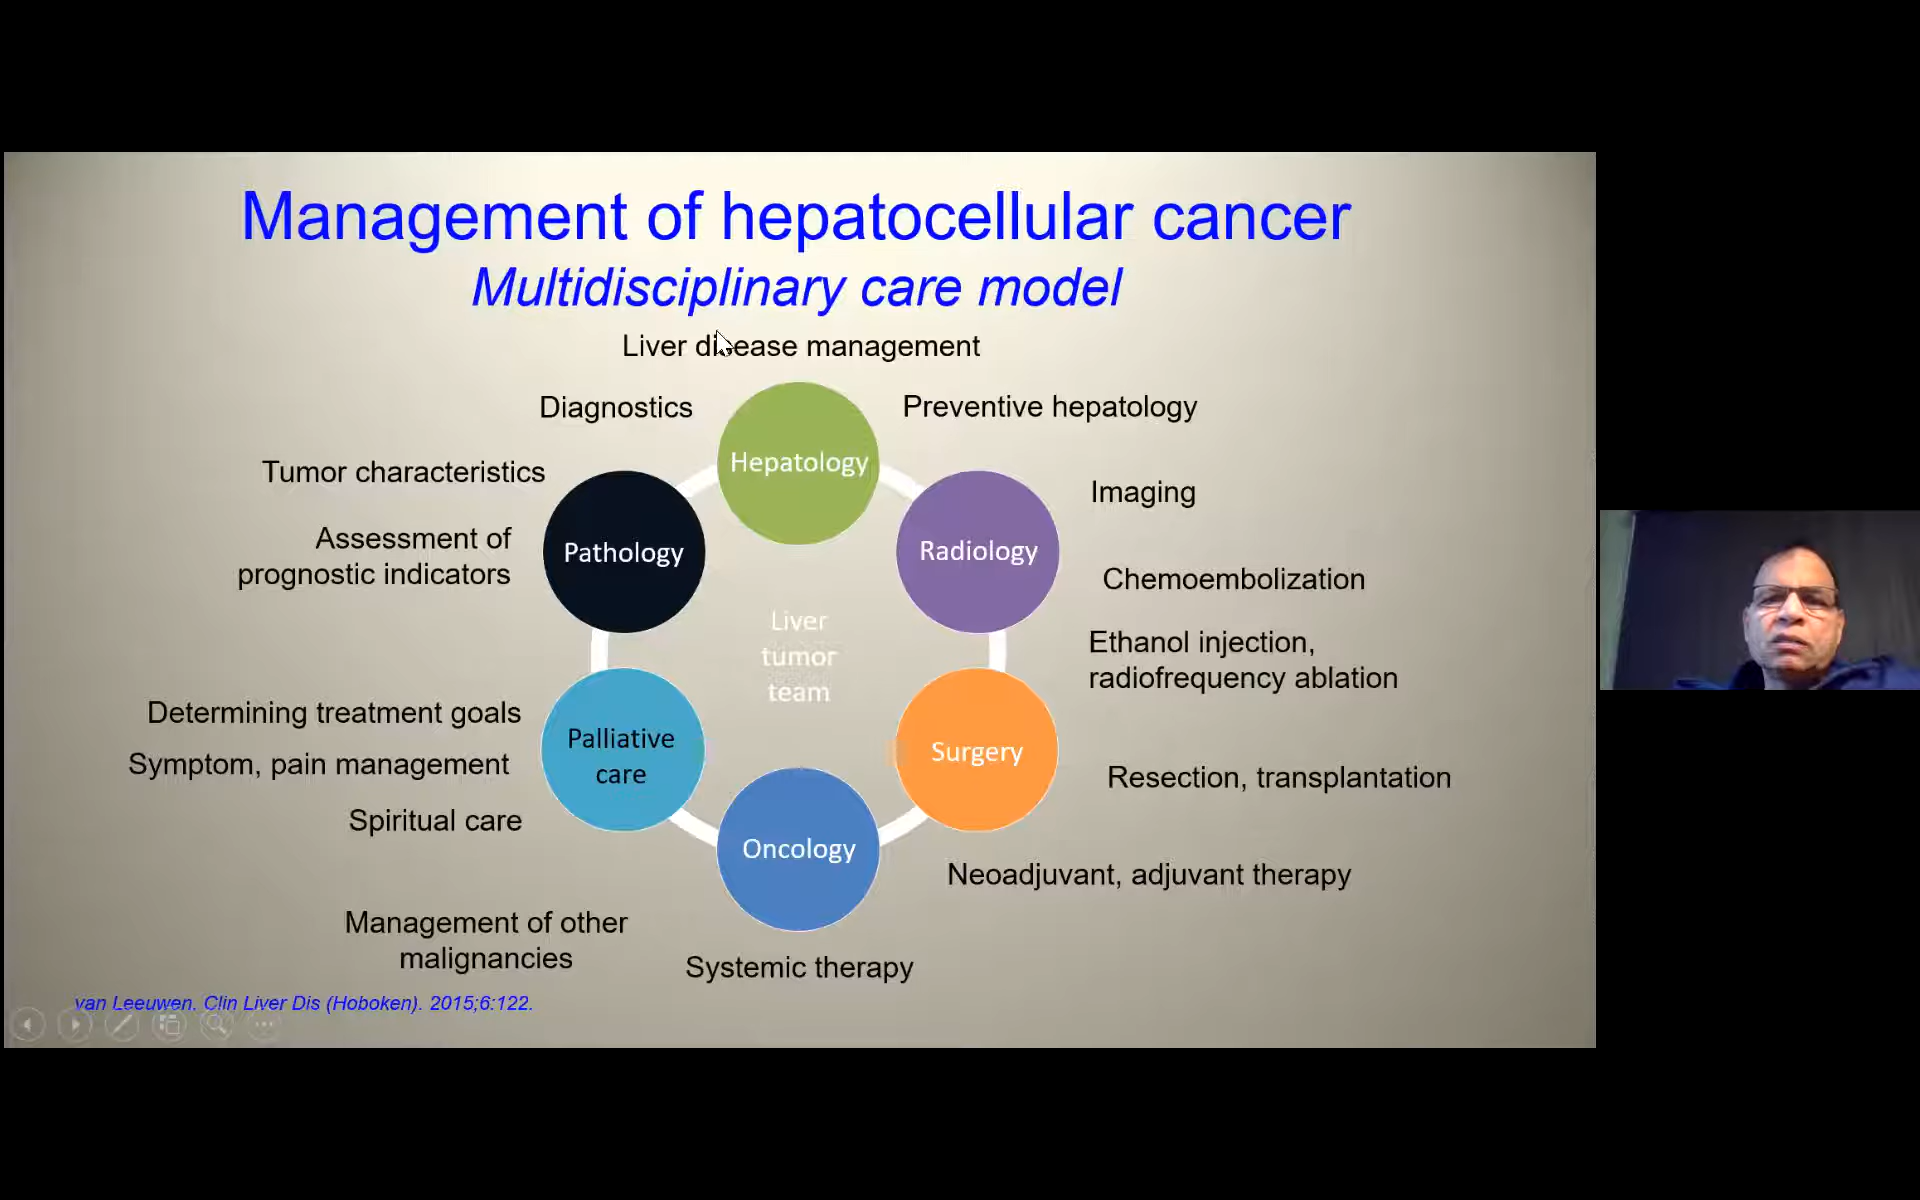 Management of hepatocellular cancer
Multidisciplinary care model
Liver disease management
Diagnostics
Preventive hepatology
Hepatology
Tumor characteristics
Imaging
Assessment of
prognostic indicators
Pathology
Radiology
Chemoembolization
Liver
tumor
team
Ethanol injection,
radiofrequency ablation
Determining treatment goals
Symptom, pain management
Spiritual care
Palliative
care
Surgery
Resection, transplantation
Oncology
Neoadjuvant, adjuvant therapy
Management of other
malignancies
Systemic therapy
van Leeuwen. Clin Liver Dis (Hoboken). 2015;6:122.